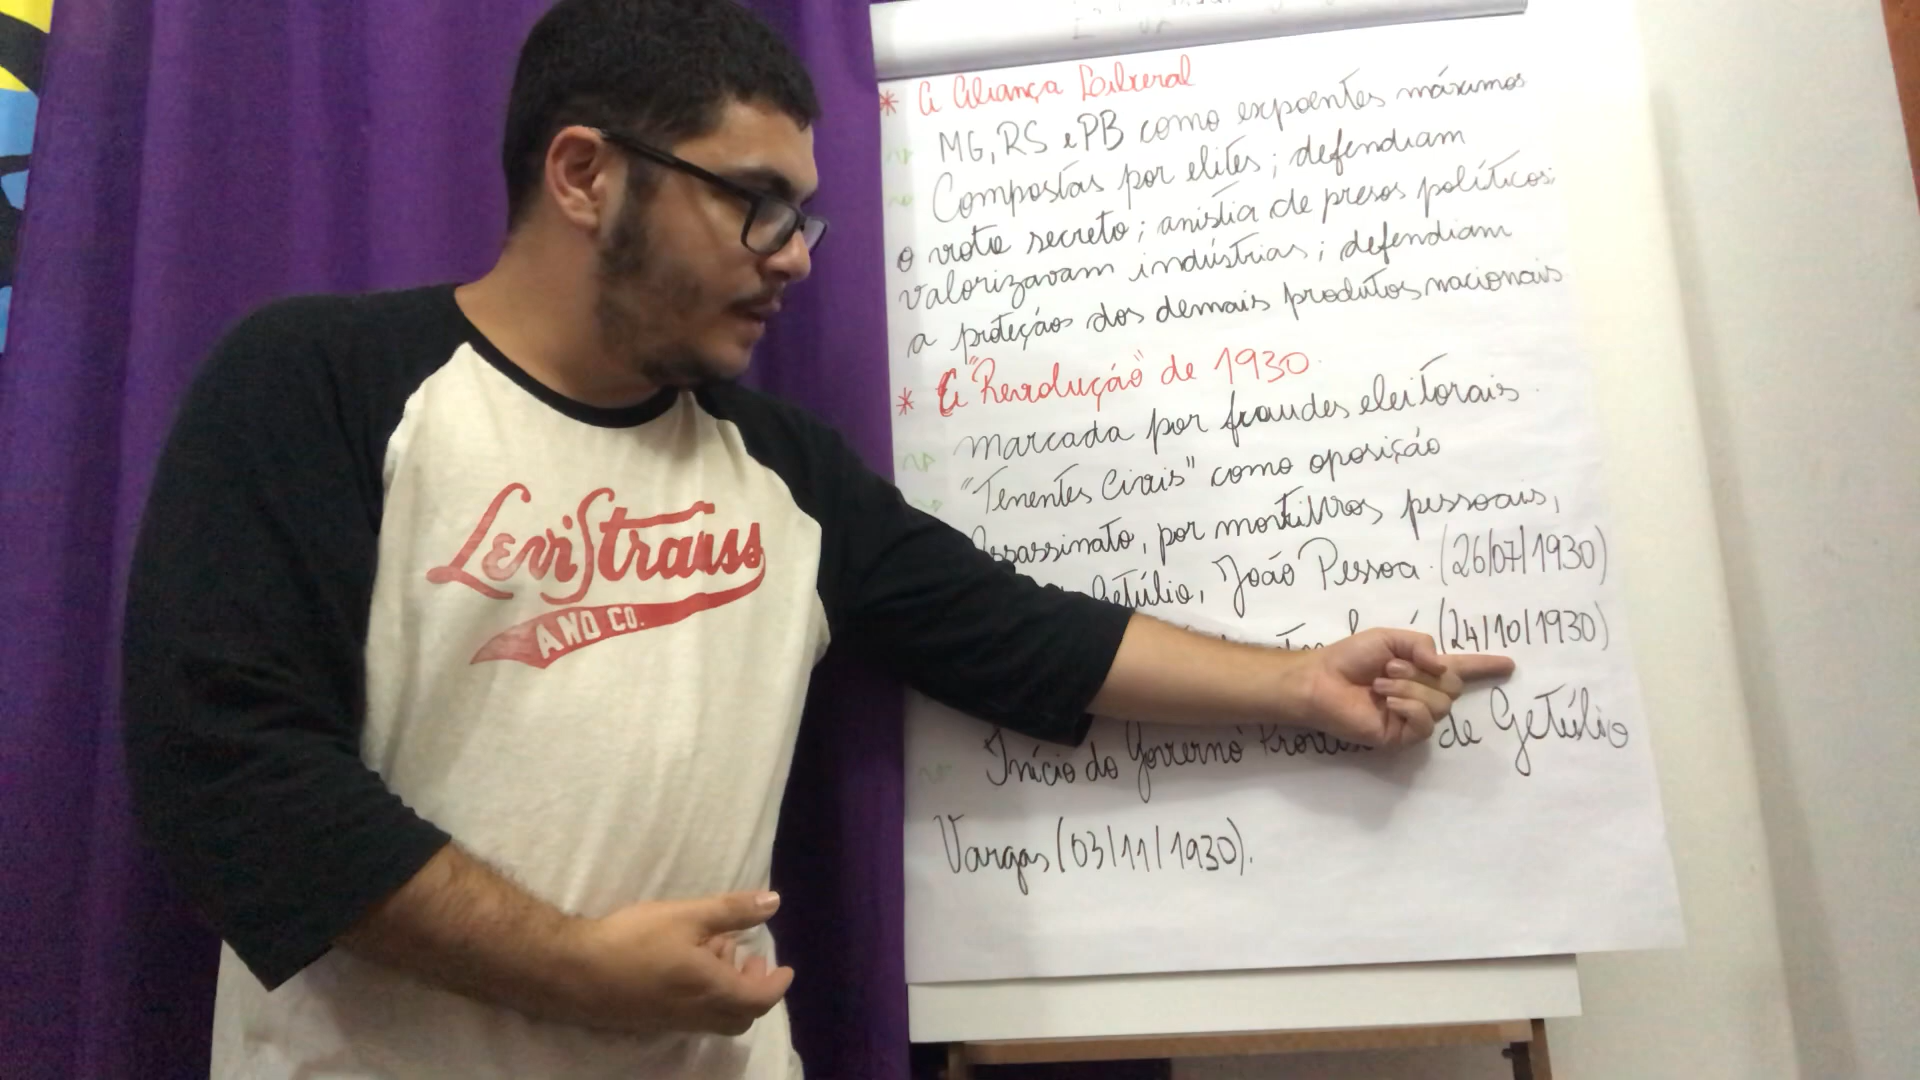 * A Aliança Liberal
MG, RS e PB como expoentes máximos
Compostas por elites; defendiam
o voto secreto; anistia de presos políticos;
valorizavam indústrias; defendiam
a proteção dos demais produtos nacionais
* A "Revolução" de 1930.
Marcada por fraudes eleitorais.
"Tenentes Civis" como oposição
Assassinato, por motivos pessoais,
Getúlio, João Pessoa. (26/07/1930)
(24/10/1930)
Início do Governo de Getúlio
Vargas (03/11/1930).
Levi Strauss
AND CO.